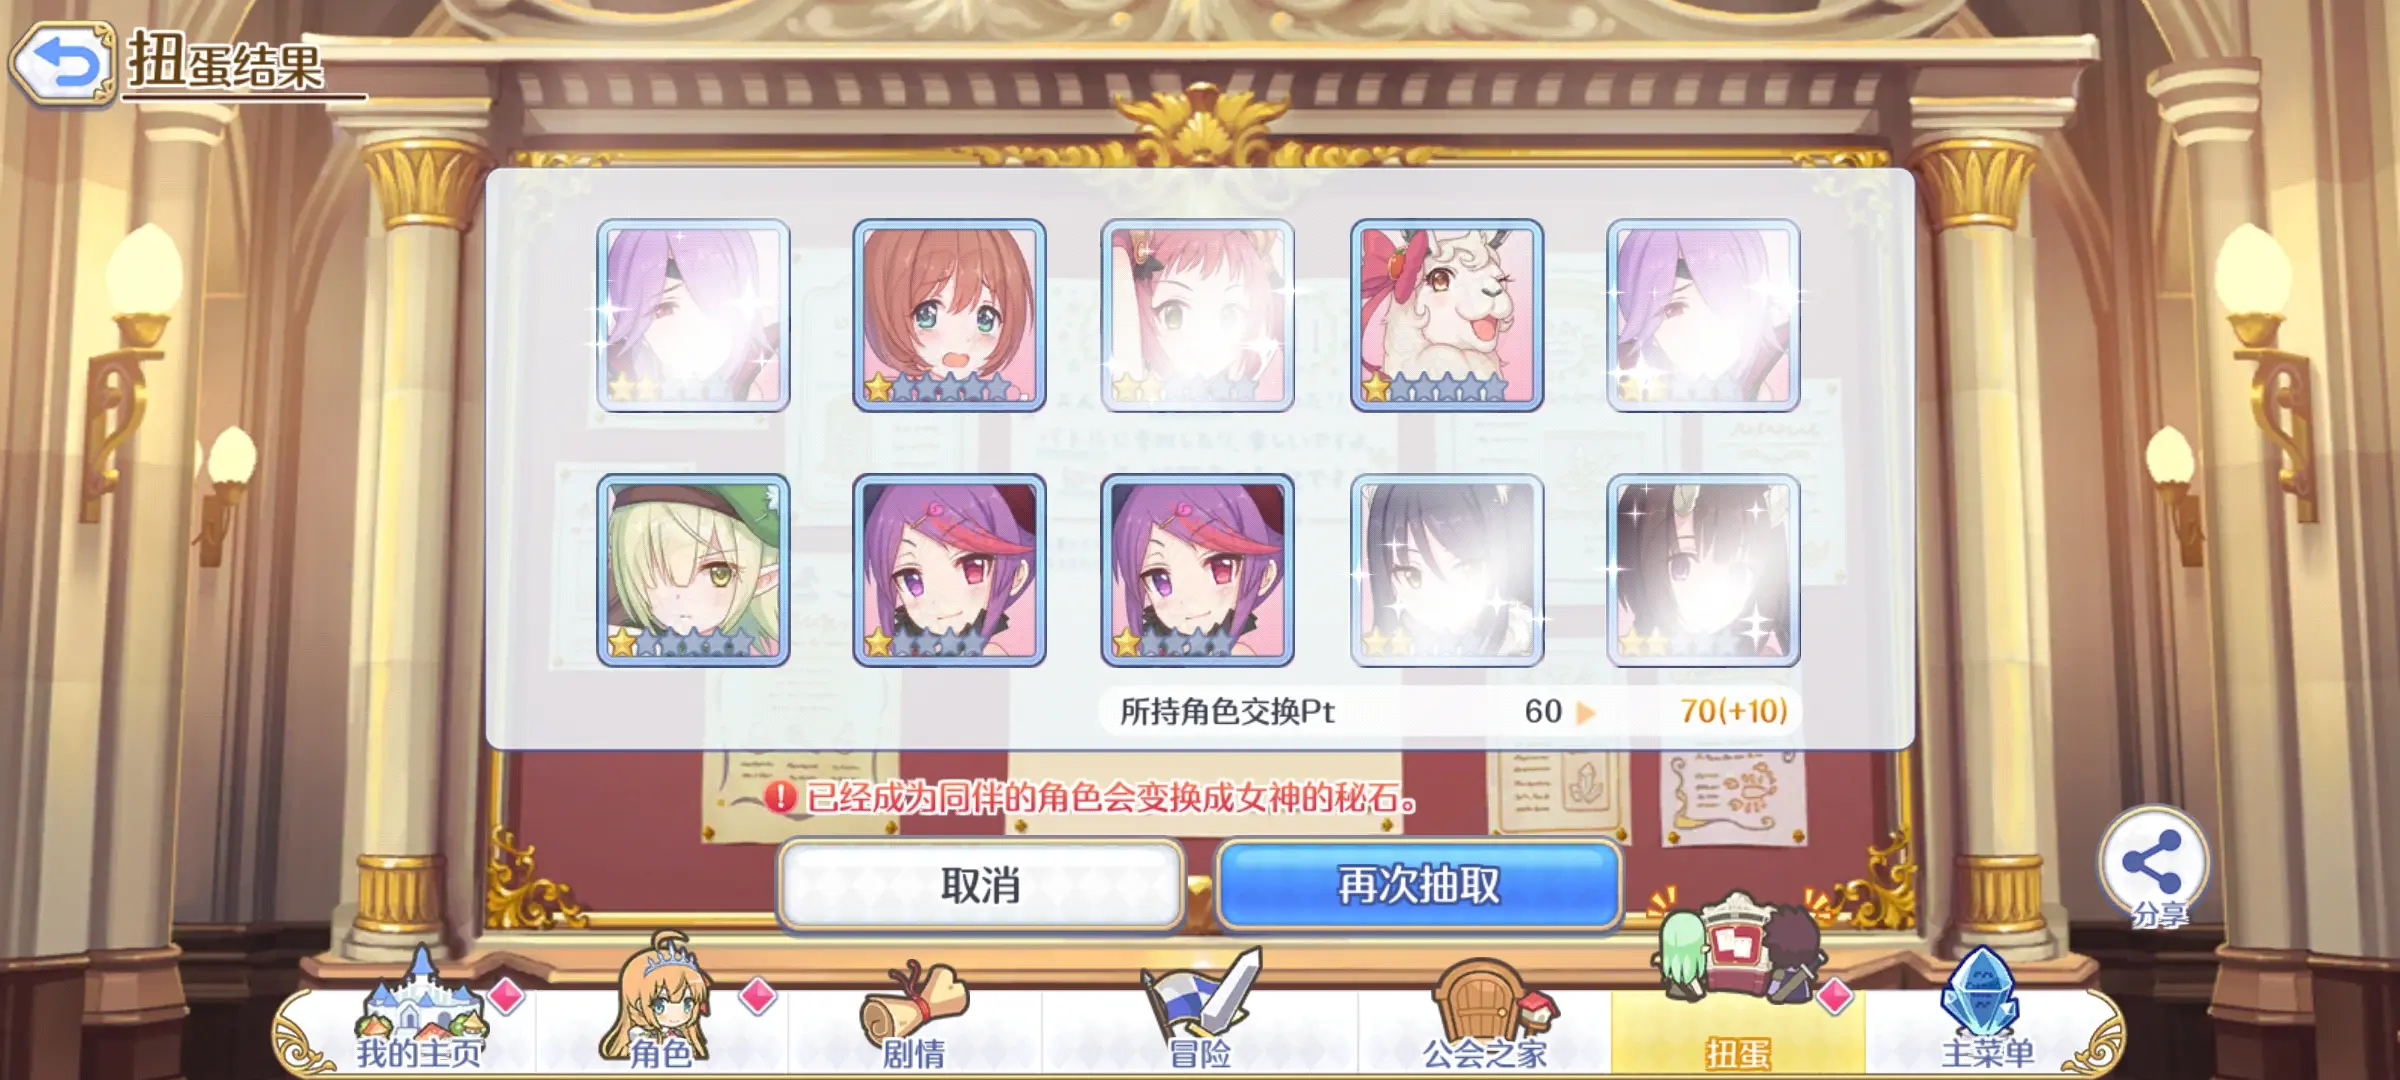 扭蛋结果
所持角色交换Pt 60 70(+10)
已经成为同伴的角色会变换成女神的秘石。
取消
再次抽取
分享
我的主页
角色
剧情
冒险
公会之家
扭蛋
主菜单